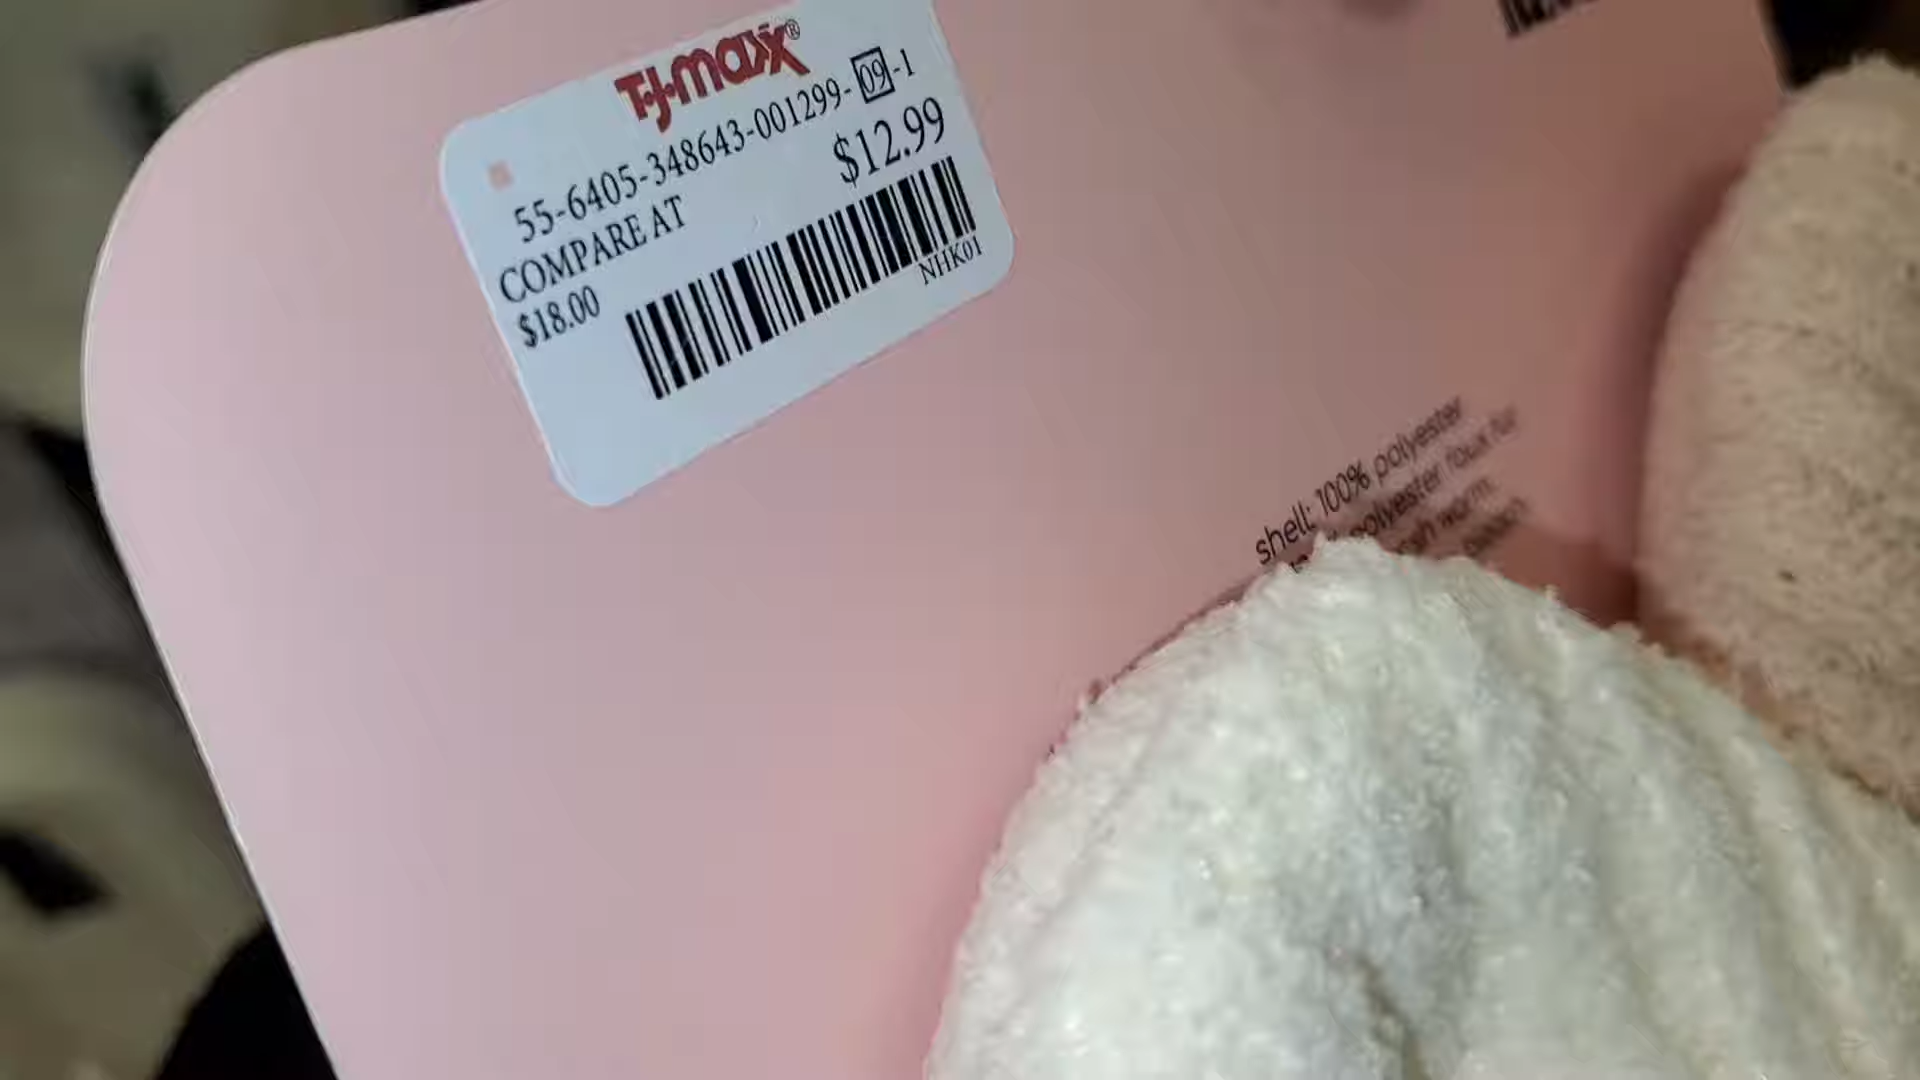 T.J.maxx®
55-6405-348643-001299-09-1
$12.99
COMPARE AT
$18.00
NHK01
shell: 100% polyester
polyester faux fur
warm